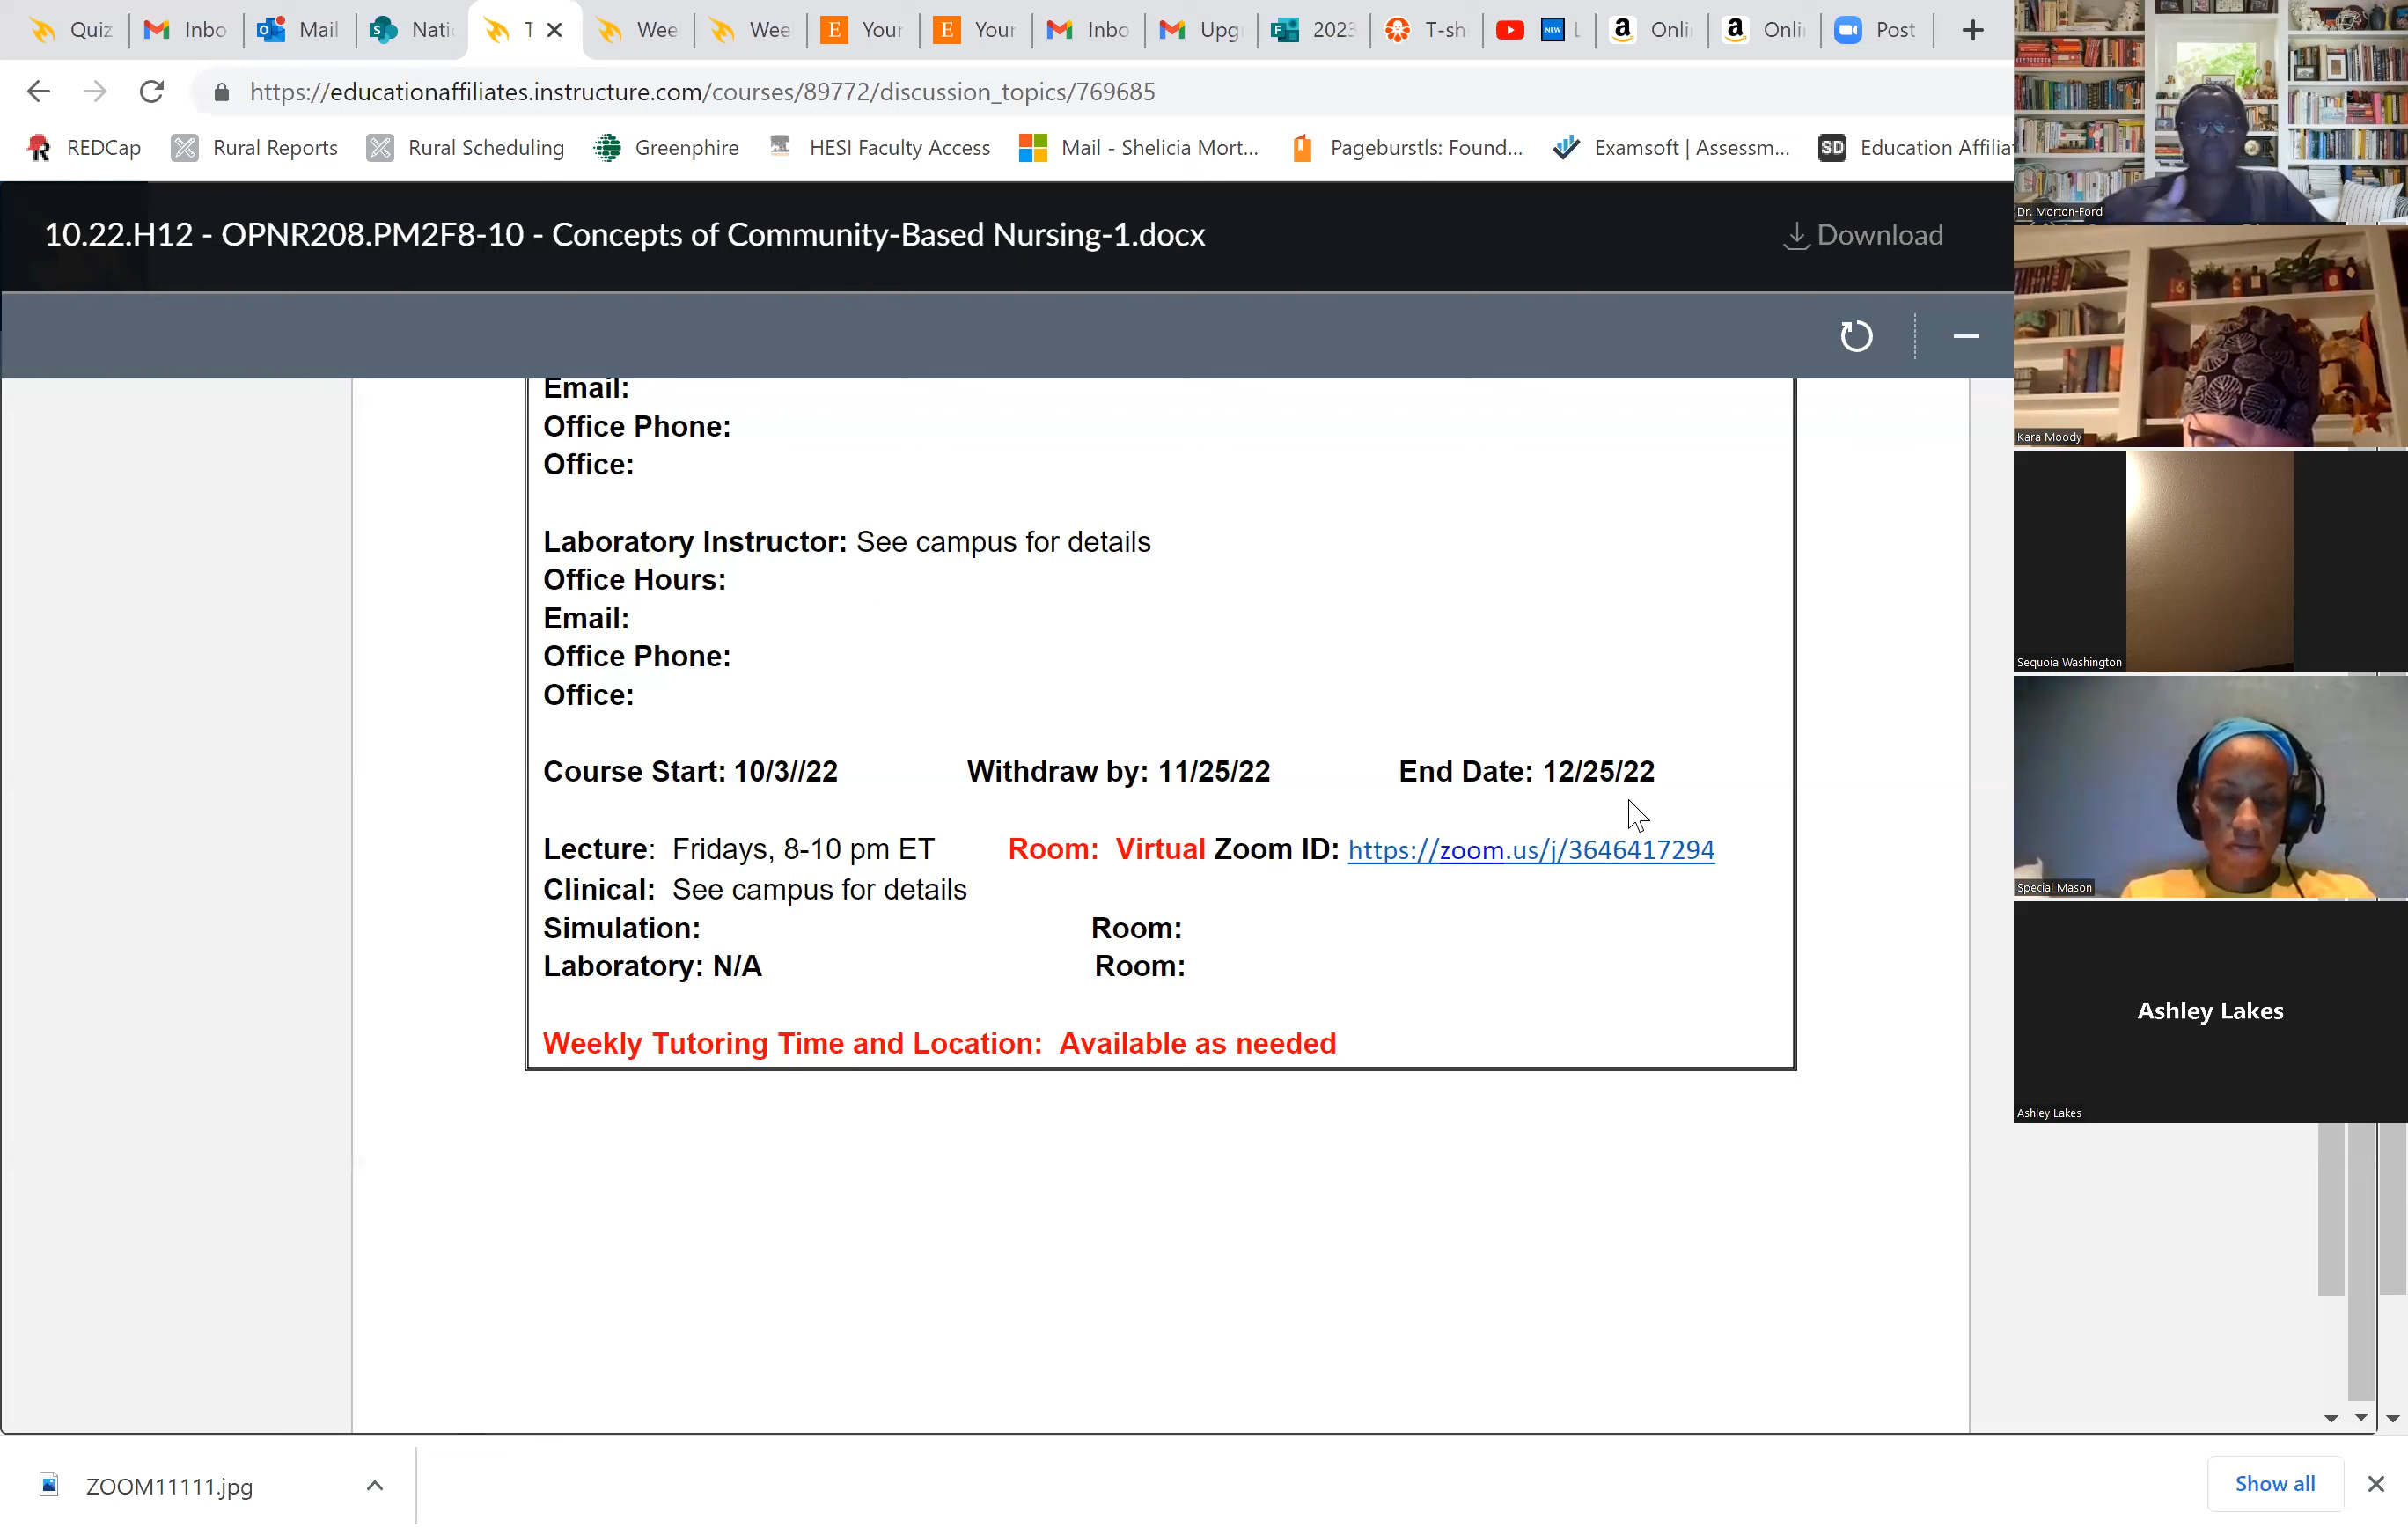 Quiz
Inbo
Mail
Nati
T
Wee
Wee
Your
Your
Inbo
Upg
2023
T-sh
NEW
L
Onli
Onli
Post
https://educationaffiliates.instructure.com/courses/89772/discussion_topics/769685
REDCap
Rural Reports
Rural Scheduling
Greenphire
HESI Faculty Access
Mail - Shelicia Mort...
Pageburstls: Found...
Examsoft | Assessm...
SD
Education Affiliat
10.22.H12 - OPNR208.PM2F8-10 - Concepts of Community-Based Nursing-1.docx
Download
Email:
Office Phone:
Office:
Laboratory Instructor: See campus for details
Office Hours:
Email:
Office Phone:
Office:
Course Start: 10/3//22 Withdraw by: 11/25/22 End Date: 12/25/22
Lecture: Fridays, 8-10 pm ET Room: Virtual Zoom ID: https://zoom.us/j/3646417294
Clinical: See campus for details
Simulation: Room:
Laboratory: N/A Room:
Weekly Tutoring Time and Location: Available as needed
Dr. Morton-Ford
Kara Moody
Sequoia Washington
Special Mason
Ashley Lakes
Ashley Lakes
ZOOM11111.jpg
Show all